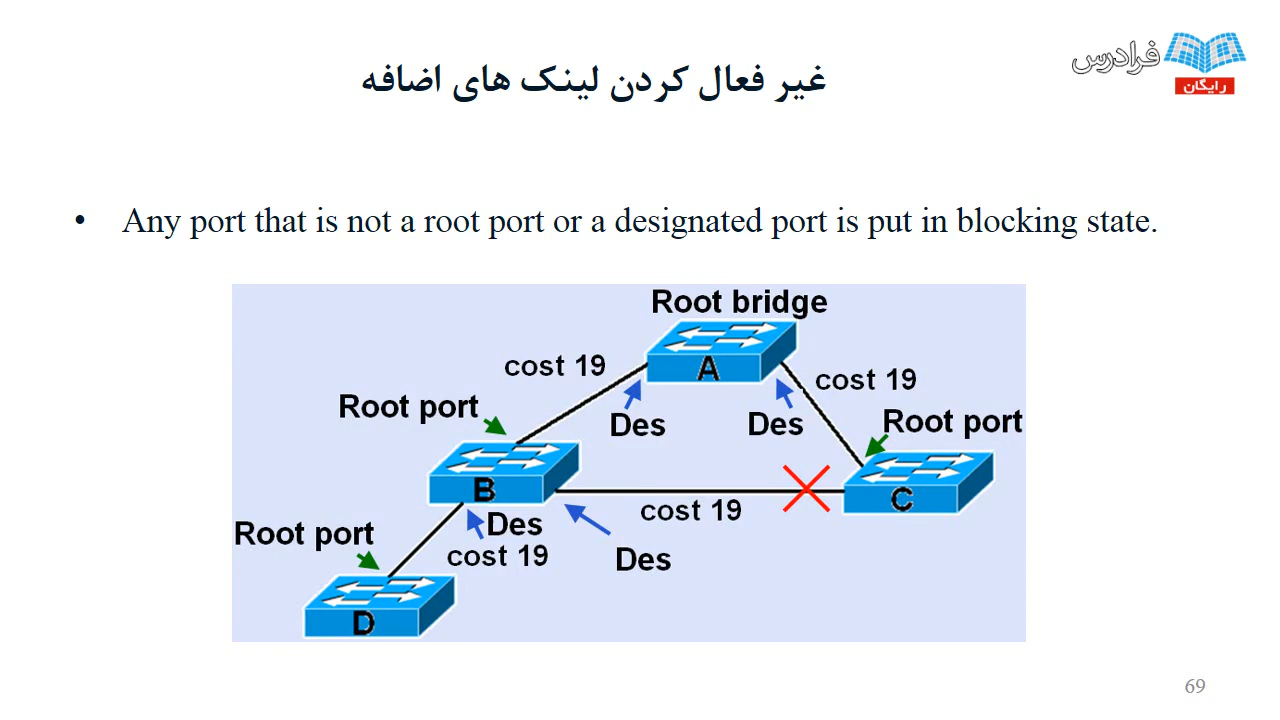 فرادرس
رایگان
غیر فعال کردن لینک های اضافه
• Any port that is not a root port or a designated port is put in blocking state.
Root bridge
A
cost 19
cost 19
Root port
Des
Des
Root port
B
C
cost 19
Des
Root port
cost 19
Des
D
69